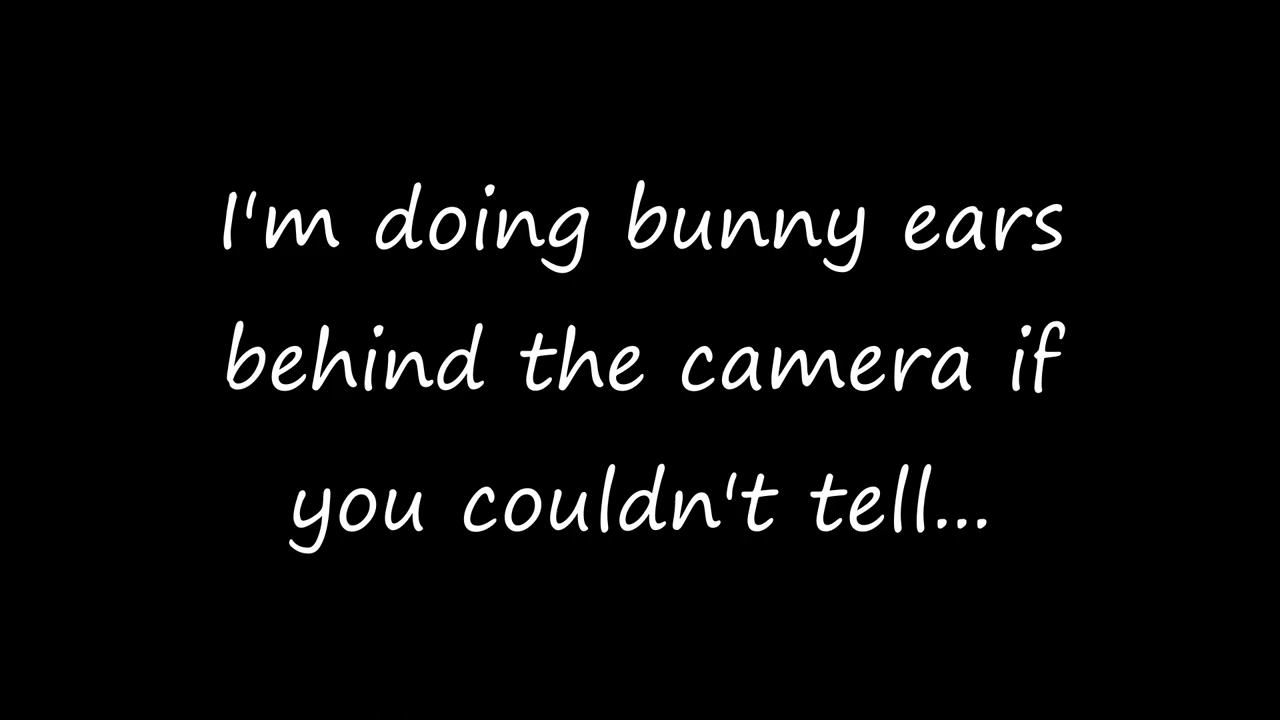 I'm doing bunny ears
behind the camera if
you couldn't tell...